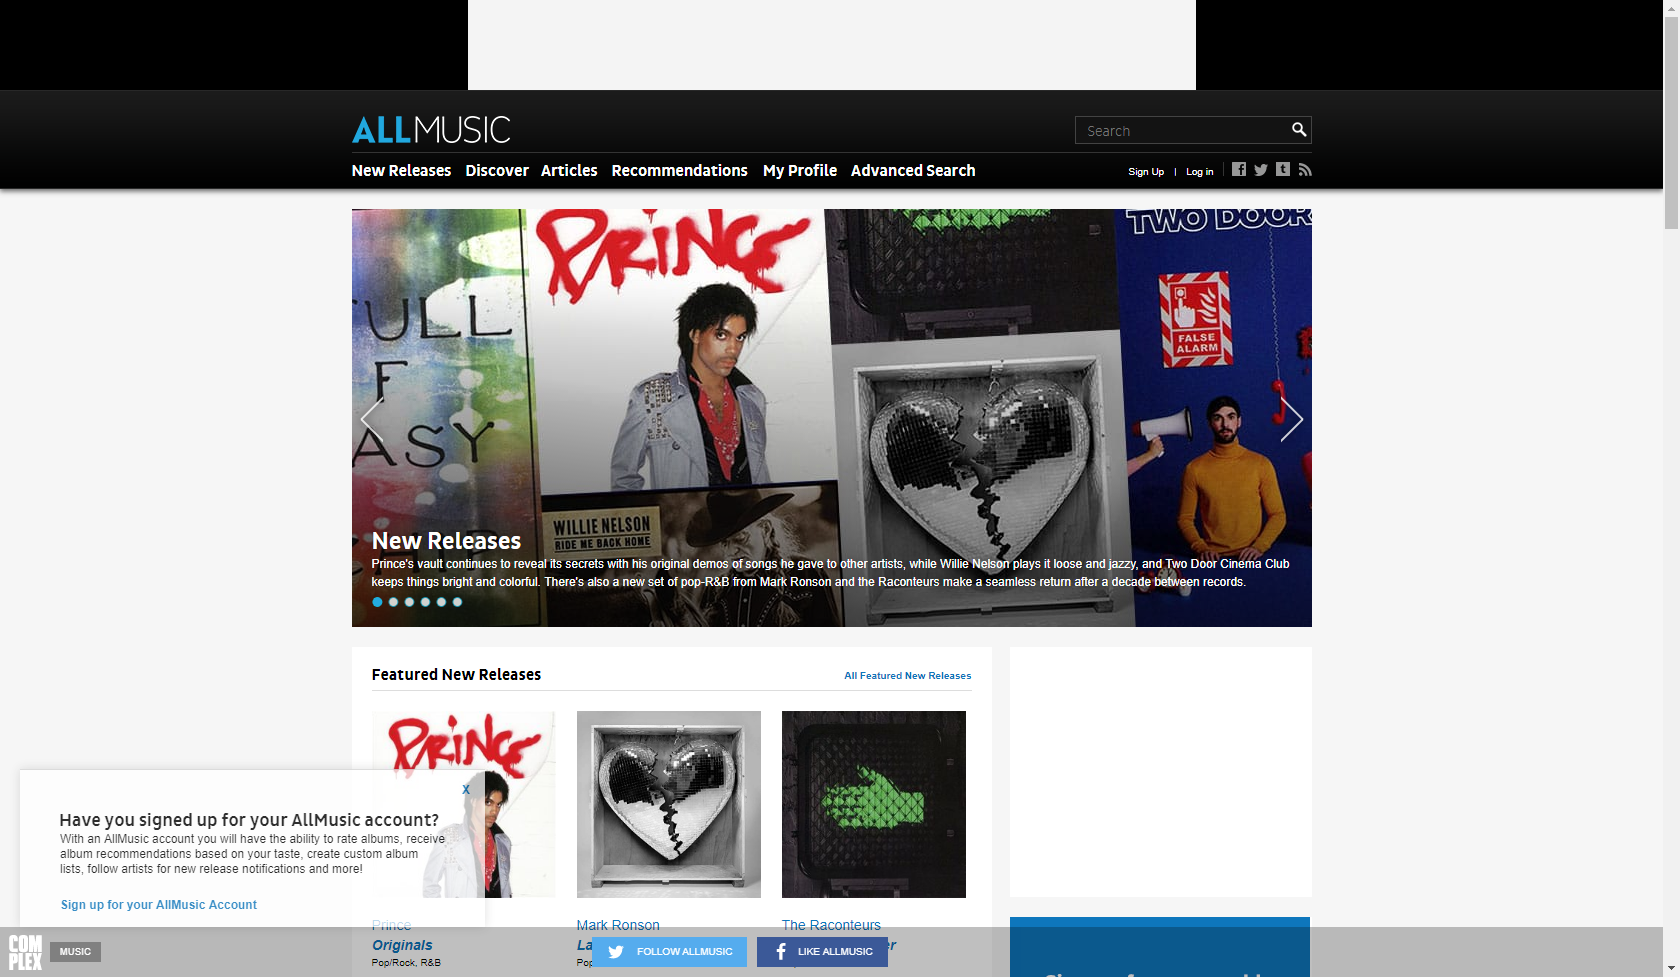 ALLMUSIC
Search
New Releases Discover Articles Recommendations My Profile Advanced Search
Sign Up | Log in
FULL
OF
EASY
PRINCE
TWO DOOR
FALSE
ALARM
WILLIE NELSON
RIDE ME BACK HOME
New Releases
Prince's vault continues to reveal its secrets with his original demos of songs he gave to other artists, while Willie Nelson plays it loose and jazzy, and Two Door Cinema Club
keeps things bright and colorful. There's also a new set of pop-R&B from Mark Ronson and the Raconteurs make a seamless return after a decade between records.
Featured New Releases
All Featured New Releases
PRINCE
X
Have you signed up for your AllMusic account?
With an AllMusic account you will have the ability to rate albums, receive
album recommendations based on your taste, create custom album
lists, follow artists for new release notifications and more!
Sign up for your AllMusic Account
Prince
Originals
Pop/Rock, R&B
Mark Ronson
La
Pop
The Raconteurs
er
COM
PLEX
MUSIC
FOLLOW ALLMUSIC
LIKE ALLMUSIC